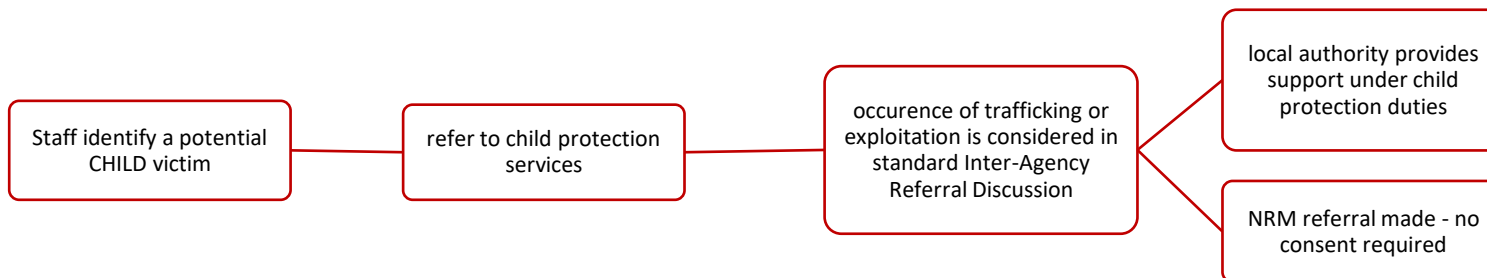 Staff identify a potential
CHILD victim
refer to child protection
services
occurence of trafficking or
exploitation is considered in
standard Inter-Agency
Referral Discussion
local authority provides
support under child
protection duties
NRM referral made - no
consent required